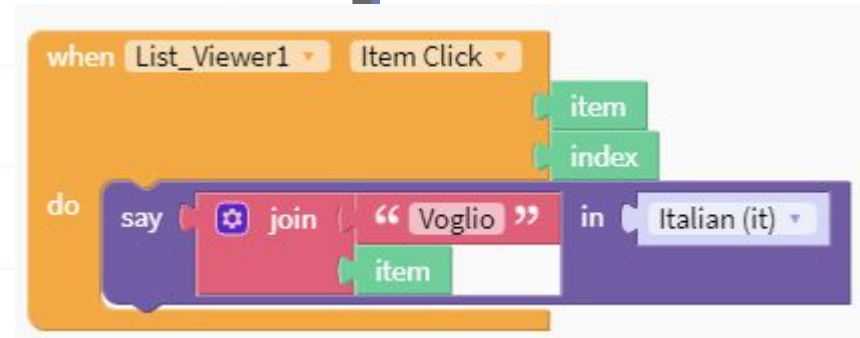 when List_Viewer1 Item Click
item
index
do say join “ Voglio ” in Italian (it)
item